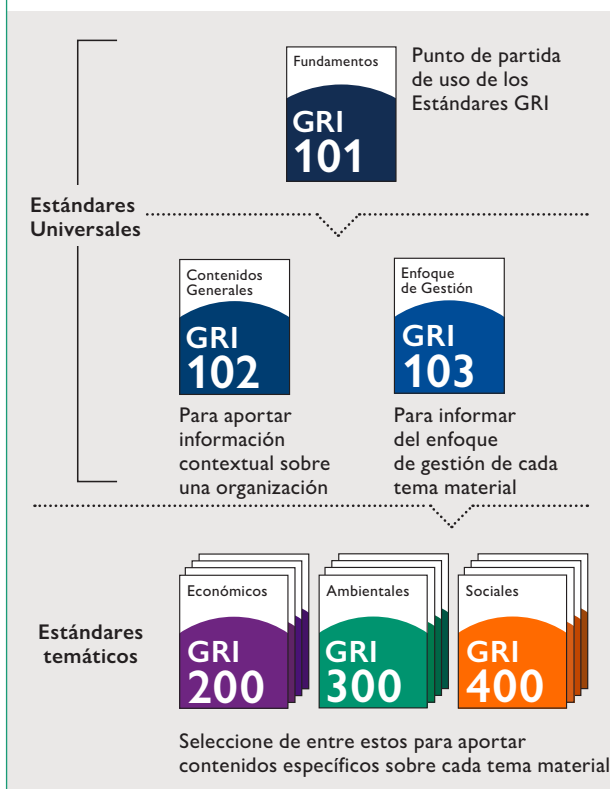 Fundamentos
GRI
101
Punto de partida
de uso de los
Estándares GRI
Estándares
Universales
Contenidos
Generales
GRI
102
Para aportar
información
contextual sobre
una organización
Enfoque
de Gestión
GRI
103
Para informar
del enfoque
de gestión de cada
tema material
Estándares
temáticos
Económicos
GRI
200
Ambientales
GRI
300
Sociales
GRI
400
Seleccione de entre estos para aportar
contenidos específicos sobre cada tema material